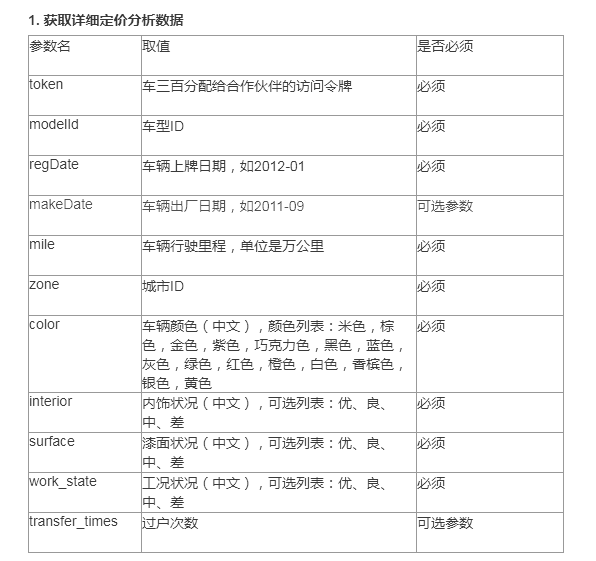 1. 获取详细定价分析数据
参数名 取值 是否必须
token 车三百分配给合作伙伴的访问令牌 必须
modelId 车型ID 必须
regDate 车辆上牌日期，如2012-01 必须
makeDate 车辆出厂日期，如2011-09 可选参数
mile 车辆行驶里程，单位是万公里 必须
zone 城市ID 必须
color 车辆颜色（中文），颜色列表：米色，棕 必须
色，金色，紫色，巧克力色，黑色，蓝色，
灰色，绿色，红色，橙色，白色，香槟色，
银色，黄色
interior 内饰状况（中文），可选列表：优、良、 必须
中、差
surface 漆面状况（中文），可选列表：优、良、 必须
中、差
work_state 工况状况（中文），可选列表：优、良、 必须
中、差
transfer_times 过户次数 可选参数